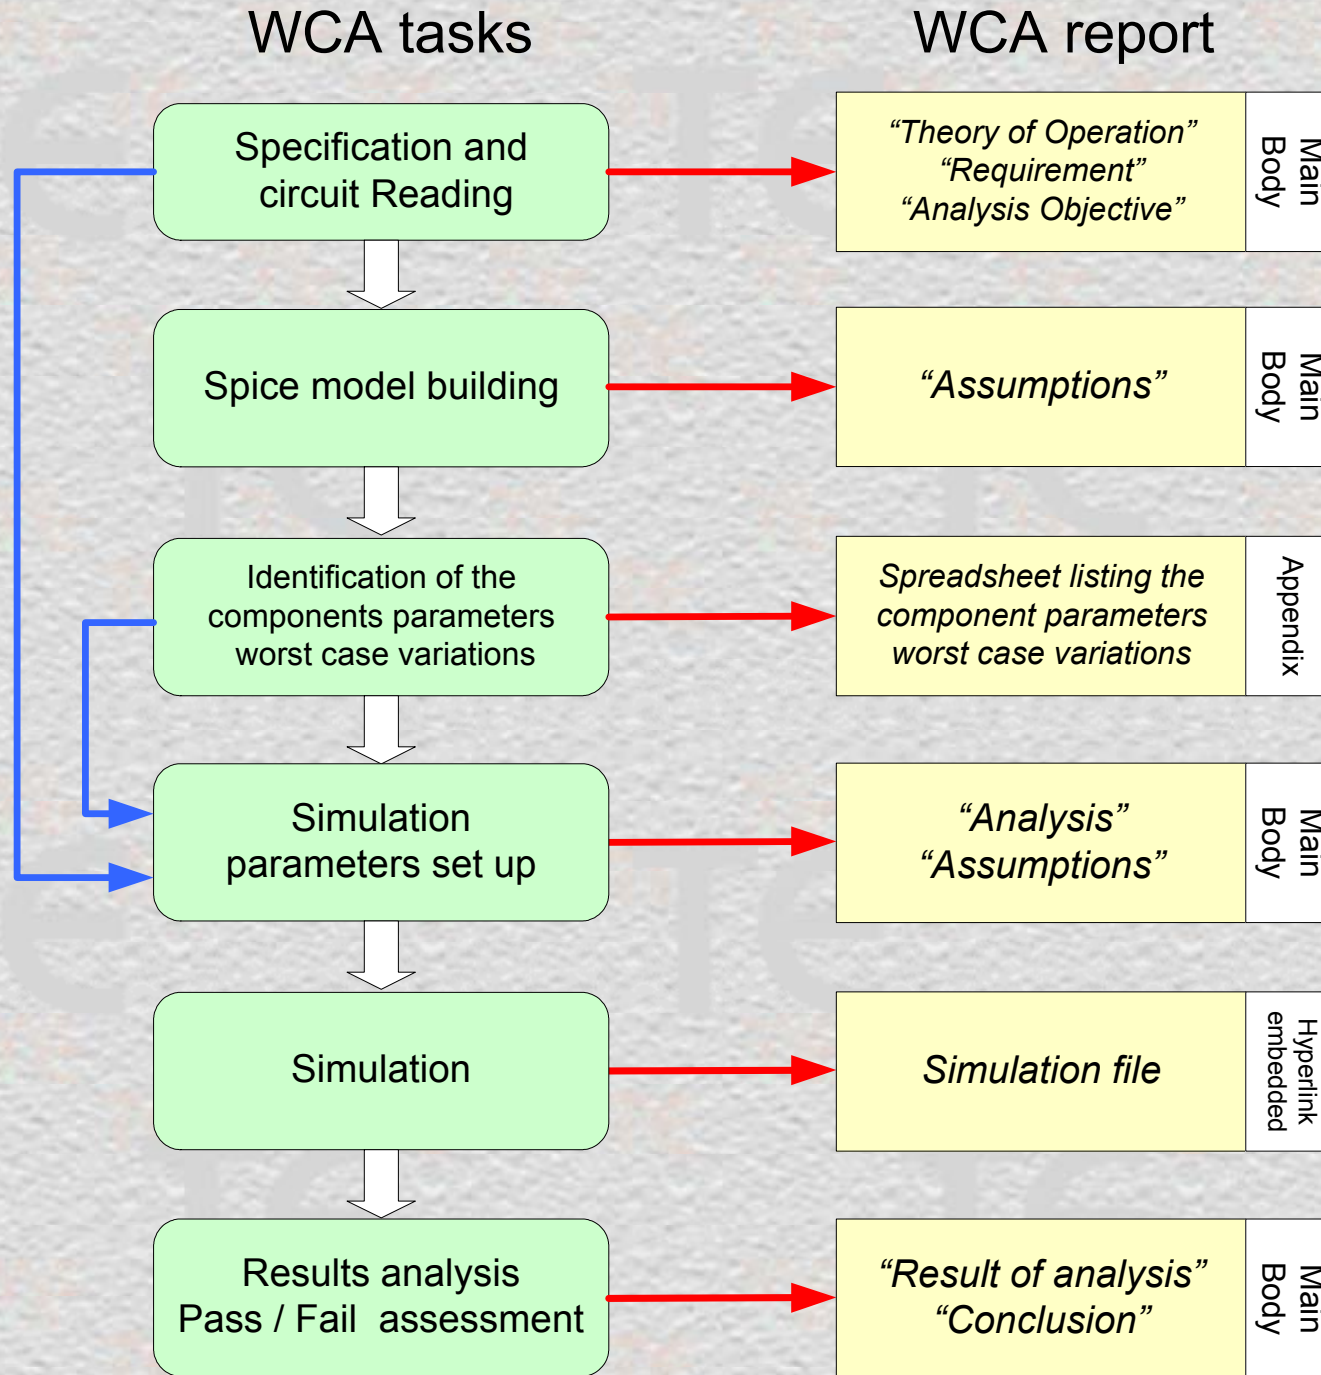 WCA tasks
WCA report
Specification and
circuit Reading
“Theory of Operation”
“Requirement”
“Analysis Objective”
Main
Body
Spice model building
“Assumptions”
Main
Body
Identification of the
components parameters
worst case variations
Spreadsheet listing the
component parameters
worst case variations
Appendix
Simulation
parameters set up
“Analysis”
“Assumptions”
Main
Body
Simulation
Simulation file
Hyperlink
embedded
Results analysis
Pass / Fail assessment
“Result of analysis”
“Conclusion”
Main
Body